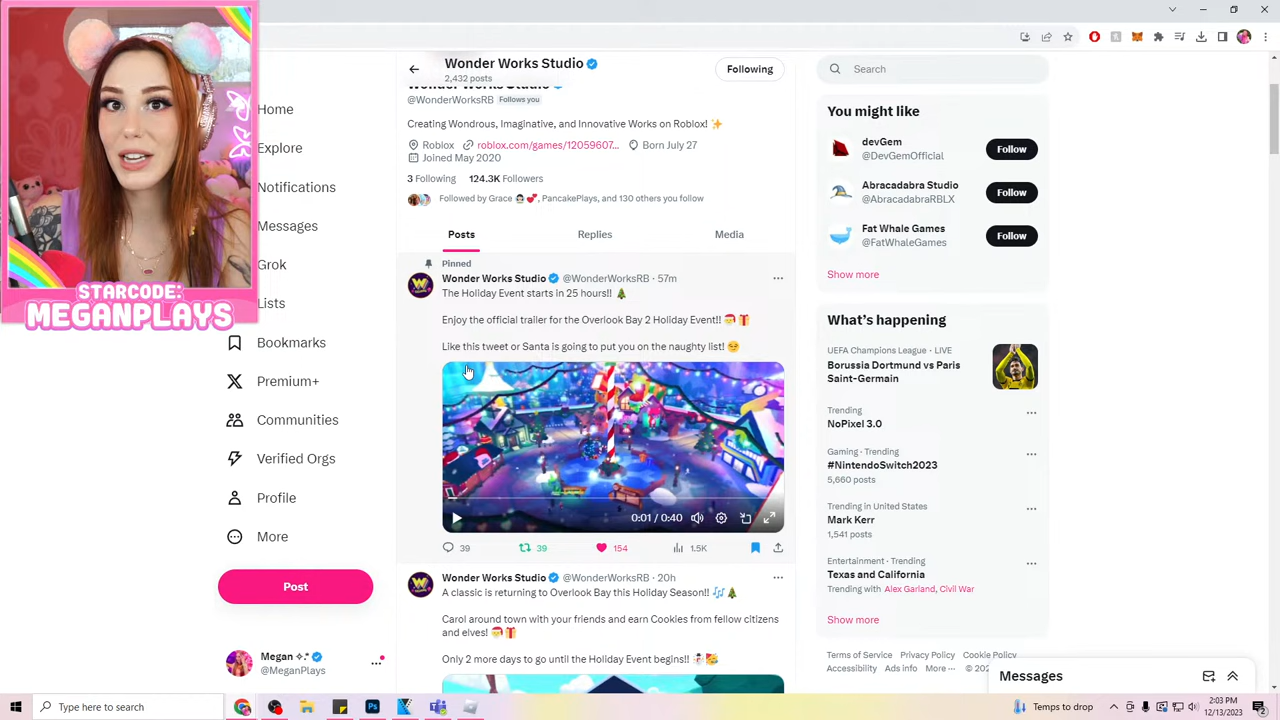 STARCODE:
MEGANPLAYS
Home
Explore
Notifications
Messages
Grok
Lists
Bookmarks
Premium+
Communities
Verified Orgs
Profile
More
Post
Megan ✧.*
@MeganPlays
Wonder Works Studio
2,432 posts
Following
Wonder Works Studio
@WonderWorksRB Follows you
Creating Wondrous, Imaginative, and Innovative Works on Roblox! ✨
Roblox roblox.com/games/12059607... Born July 27
Joined May 2020
3 Following 124.3K Followers
Followed by Grace, PancakePlays, and 130 others you follow
Posts Replies Media
Pinned
Wonder Works Studio @WonderWorksRB · 57m
The Holiday Event starts in 25 hours!! 🎄
Enjoy the official trailer for the Overlook Bay 2 Holiday Event!! 🎅🎁
Like this tweet or Santa is going to put you on the naughty list! 😏
0:01 / 0:40
39 39 154 1.5K
Wonder Works Studio @WonderWorksRB · 20h
A classic is returning to Overlook Bay this Holiday Season!! 🎶🎄
Carol around town with your friends and earn Cookies from fellow citizens
and elves! 🎅🎁
Only 2 more days to go until the Holiday Event begins!! ⛄🥳
Search
You might like
devGem
@DevGemOfficial
Follow
Abracadabra Studio
@AbracadabraRBLX
Follow
Fat Whale Games
@FatWhaleGames
Follow
Show more
What's happening
UEFA Champions League · LIVE
Borussia Dortmund vs Paris
Saint-Germain
Trending
NoPixel 3.0
Gaming · Trending
#NintendoSwitch2023
5,660 posts
Trending in United States
Mark Kerr
1,541 posts
Entertainment · Trending
Texas and California
Trending with Alex Garland, Civil War
Show more
Terms of Service Privacy Policy Cookie Policy
Accessibility Ads info More ··· © 202
Messages
Type here to search
Temps to drop
2:03 PM
12/13/2023
2